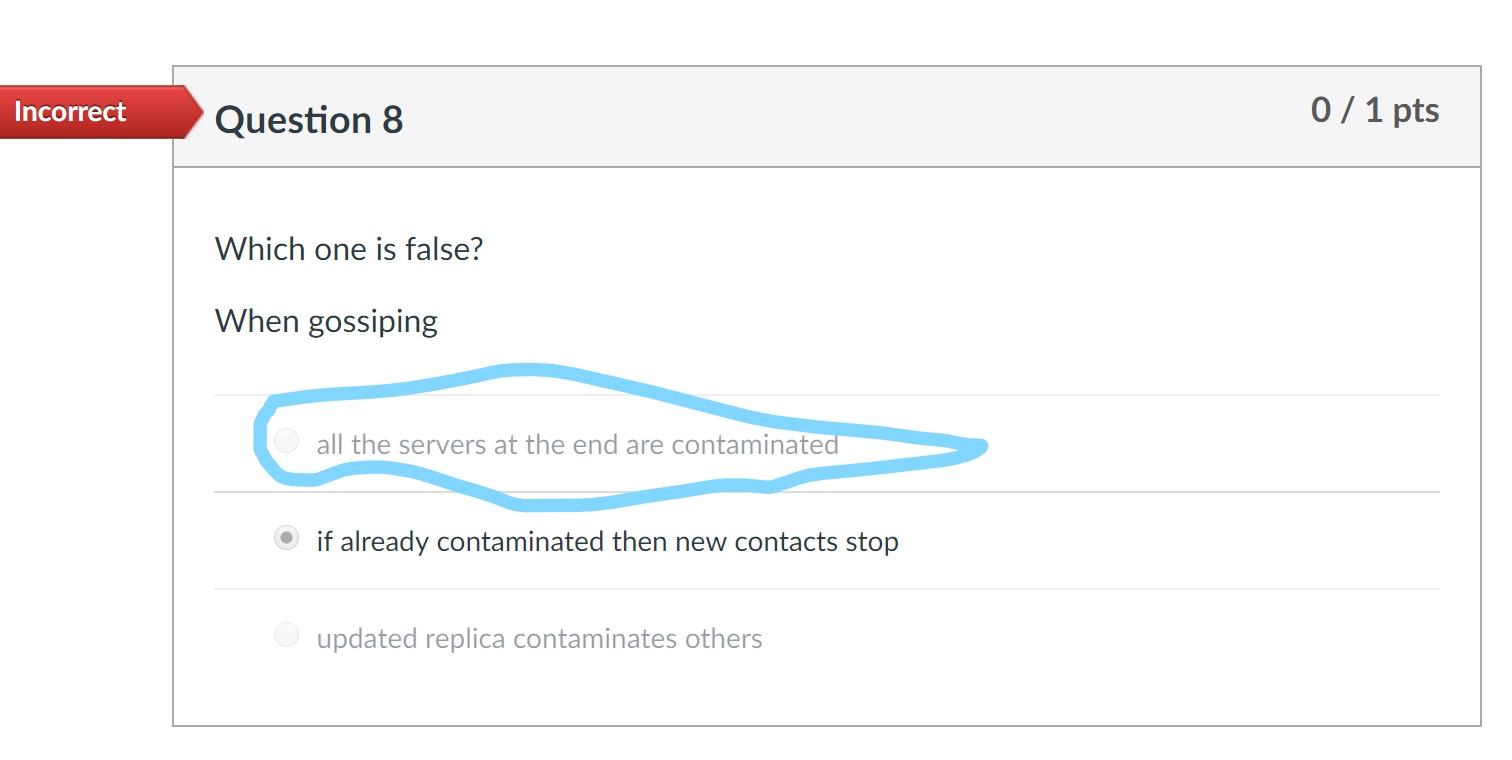 Incorrect
Question 8
0 / 1 pts
Which one is false?
When gossiping
all the servers at the end are contaminated
if already contaminated then new contacts stop
updated replica contaminates others